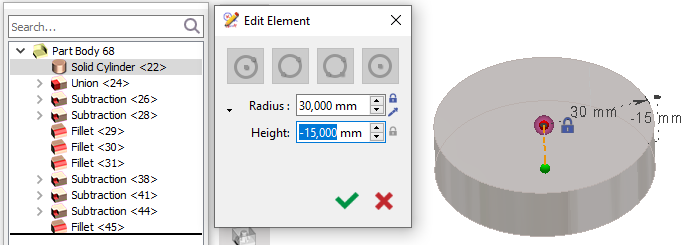 Search...
Part Body 68
Solid Cylinder <22>
Union <24>
Subtraction <26>
Subtraction <28>
Fillet <29>
Fillet <30>
Fillet <31>
Subtraction <38>
Subtraction <41>
Subtraction <44>
Fillet <45>
Edit Element
Radius : 30,000 mm
Height: -15,000 mm
30 mm
-15 mm